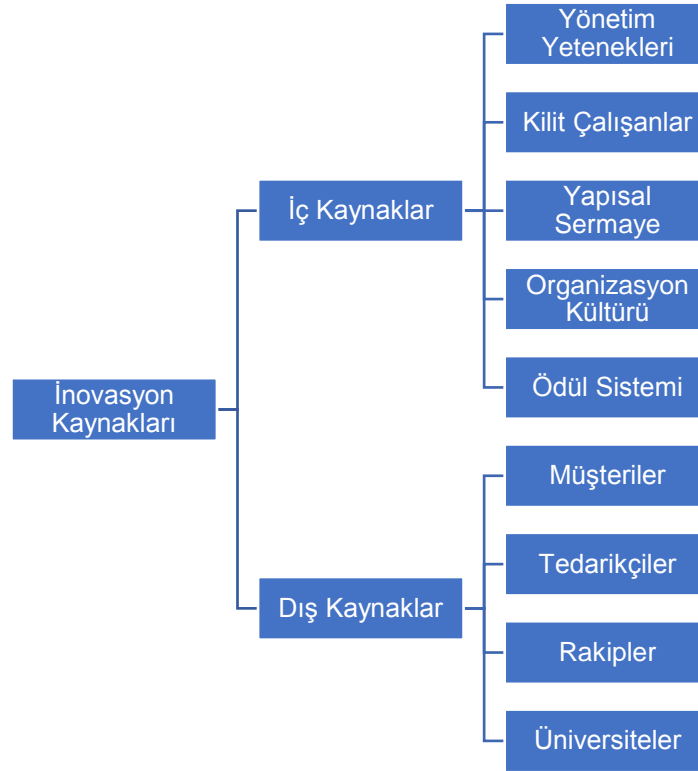 İnovasyon
Kaynakları
İç Kaynaklar
Yönetim
Yetenekleri
Kilit Çalışanlar
Yapısal
Sermaye
Organizasyon
Kültürü
Ödül Sistemi
Dış Kaynaklar
Müşteriler
Tedarikçiler
Rakipler
Üniversiteler